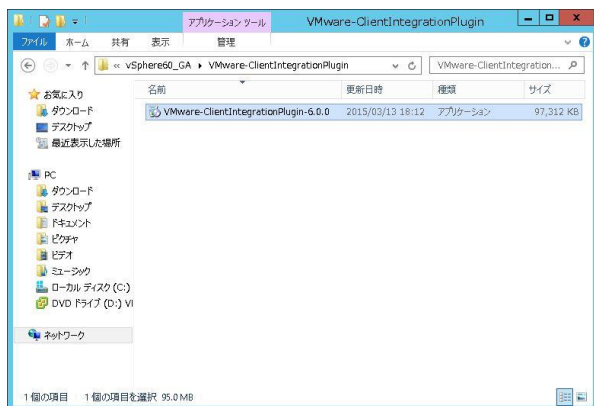 アプリケーション ツール
VMware-ClientIntegrationPlugin
ファイル ホーム 共有 表示 管理
« vSphere60_GA ▸ VMware-ClientIntegrationPlugin
VMware-ClientIntegration...
お気に入り
ダウンロード
デスクトップ
最近表示した場所
PC
ダウンロード
デスクトップ
ドキュメント
ピクチャ
ビデオ
ミュージック
ローカル ディスク (C:)
DVD ドライブ (D:) VI
ネットワーク
名前 更新日時 種類 サイズ
VMware-ClientIntegrationPlugin-6.0.0 2015/03/13 18:12 アプリケーション 97,312 KB
1 個の項目 1 個の項目を選択 95.0 MB